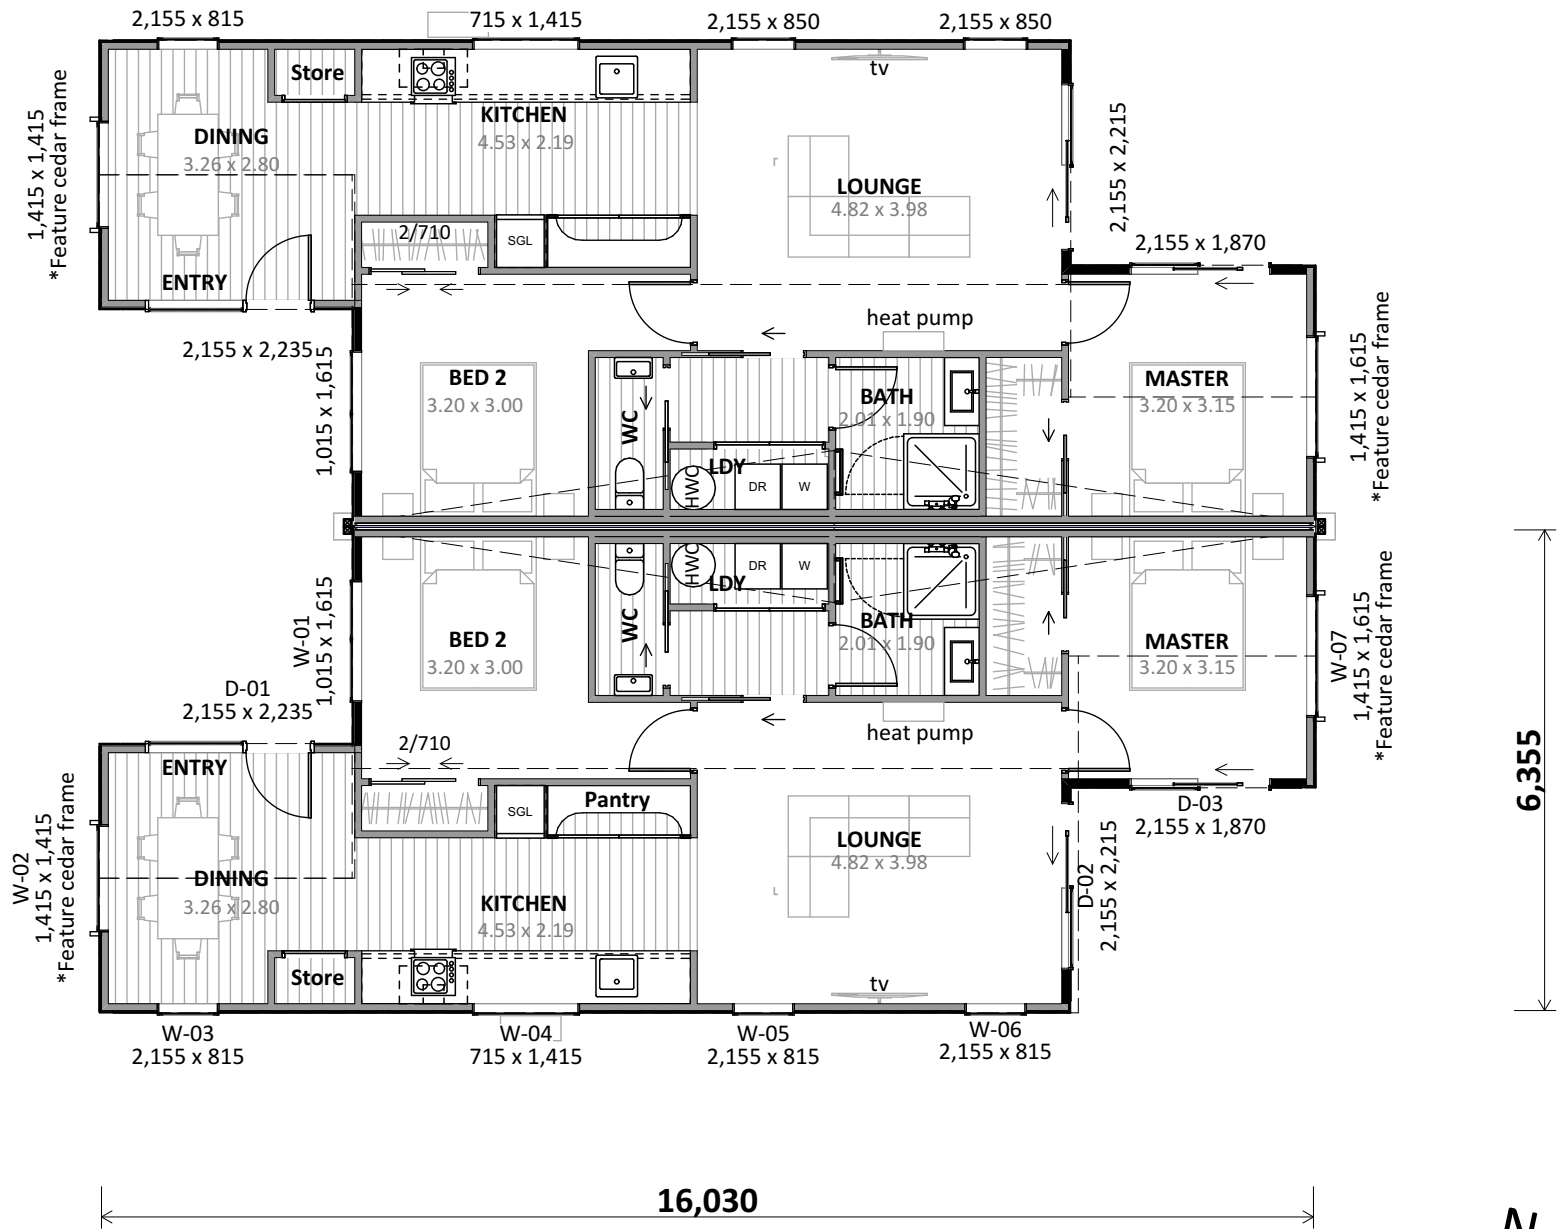 2,155 x 815
715 x 1,415
2,155 x 850
2,155 x 850
Store
tv
1,415 x 1,415
*Feature cedar frame
DINING
3.26 x 2.80
KITCHEN
4.53 x 2.19
LOUNGE
4.82 x 3.98
2,155 x 2,215
2/710
SGL
2,155 x 1,870
ENTRY
2,155 x 2,235
heat pump
1,015 x 1,615
BED 2
3.20 x 3.00
WC
BATH
2.01 x 1.90
MASTER
3.20 x 3.15
1,415 x 1,615
*Feature cedar frame
LDY
HWC
DR
W
HWC
DR
W
LDY
W-01
1,015 x 1,615
BED 2
3.20 x 3.00
WC
BATH
2.01 x 1.90
MASTER
3.20 x 3.15
W-07
1,415 x 1,615
*Feature cedar frame
D-01
2,155 x 2,235
2/710
heat pump
ENTRY
SGL
Pantry
D-03
2,155 x 1,870
6,355
W-02
1,415 x 1,415
*Feature cedar frame
DINING
3.26 x 2.80
KITCHEN
4.53 x 2.19
LOUNGE
4.82 x 3.98
D-02
2,155 x 2,215
Store
tv
W-03
2,155 x 815
W-04
715 x 1,415
W-05
2,155 x 815
W-06
2,155 x 815
16,030
N